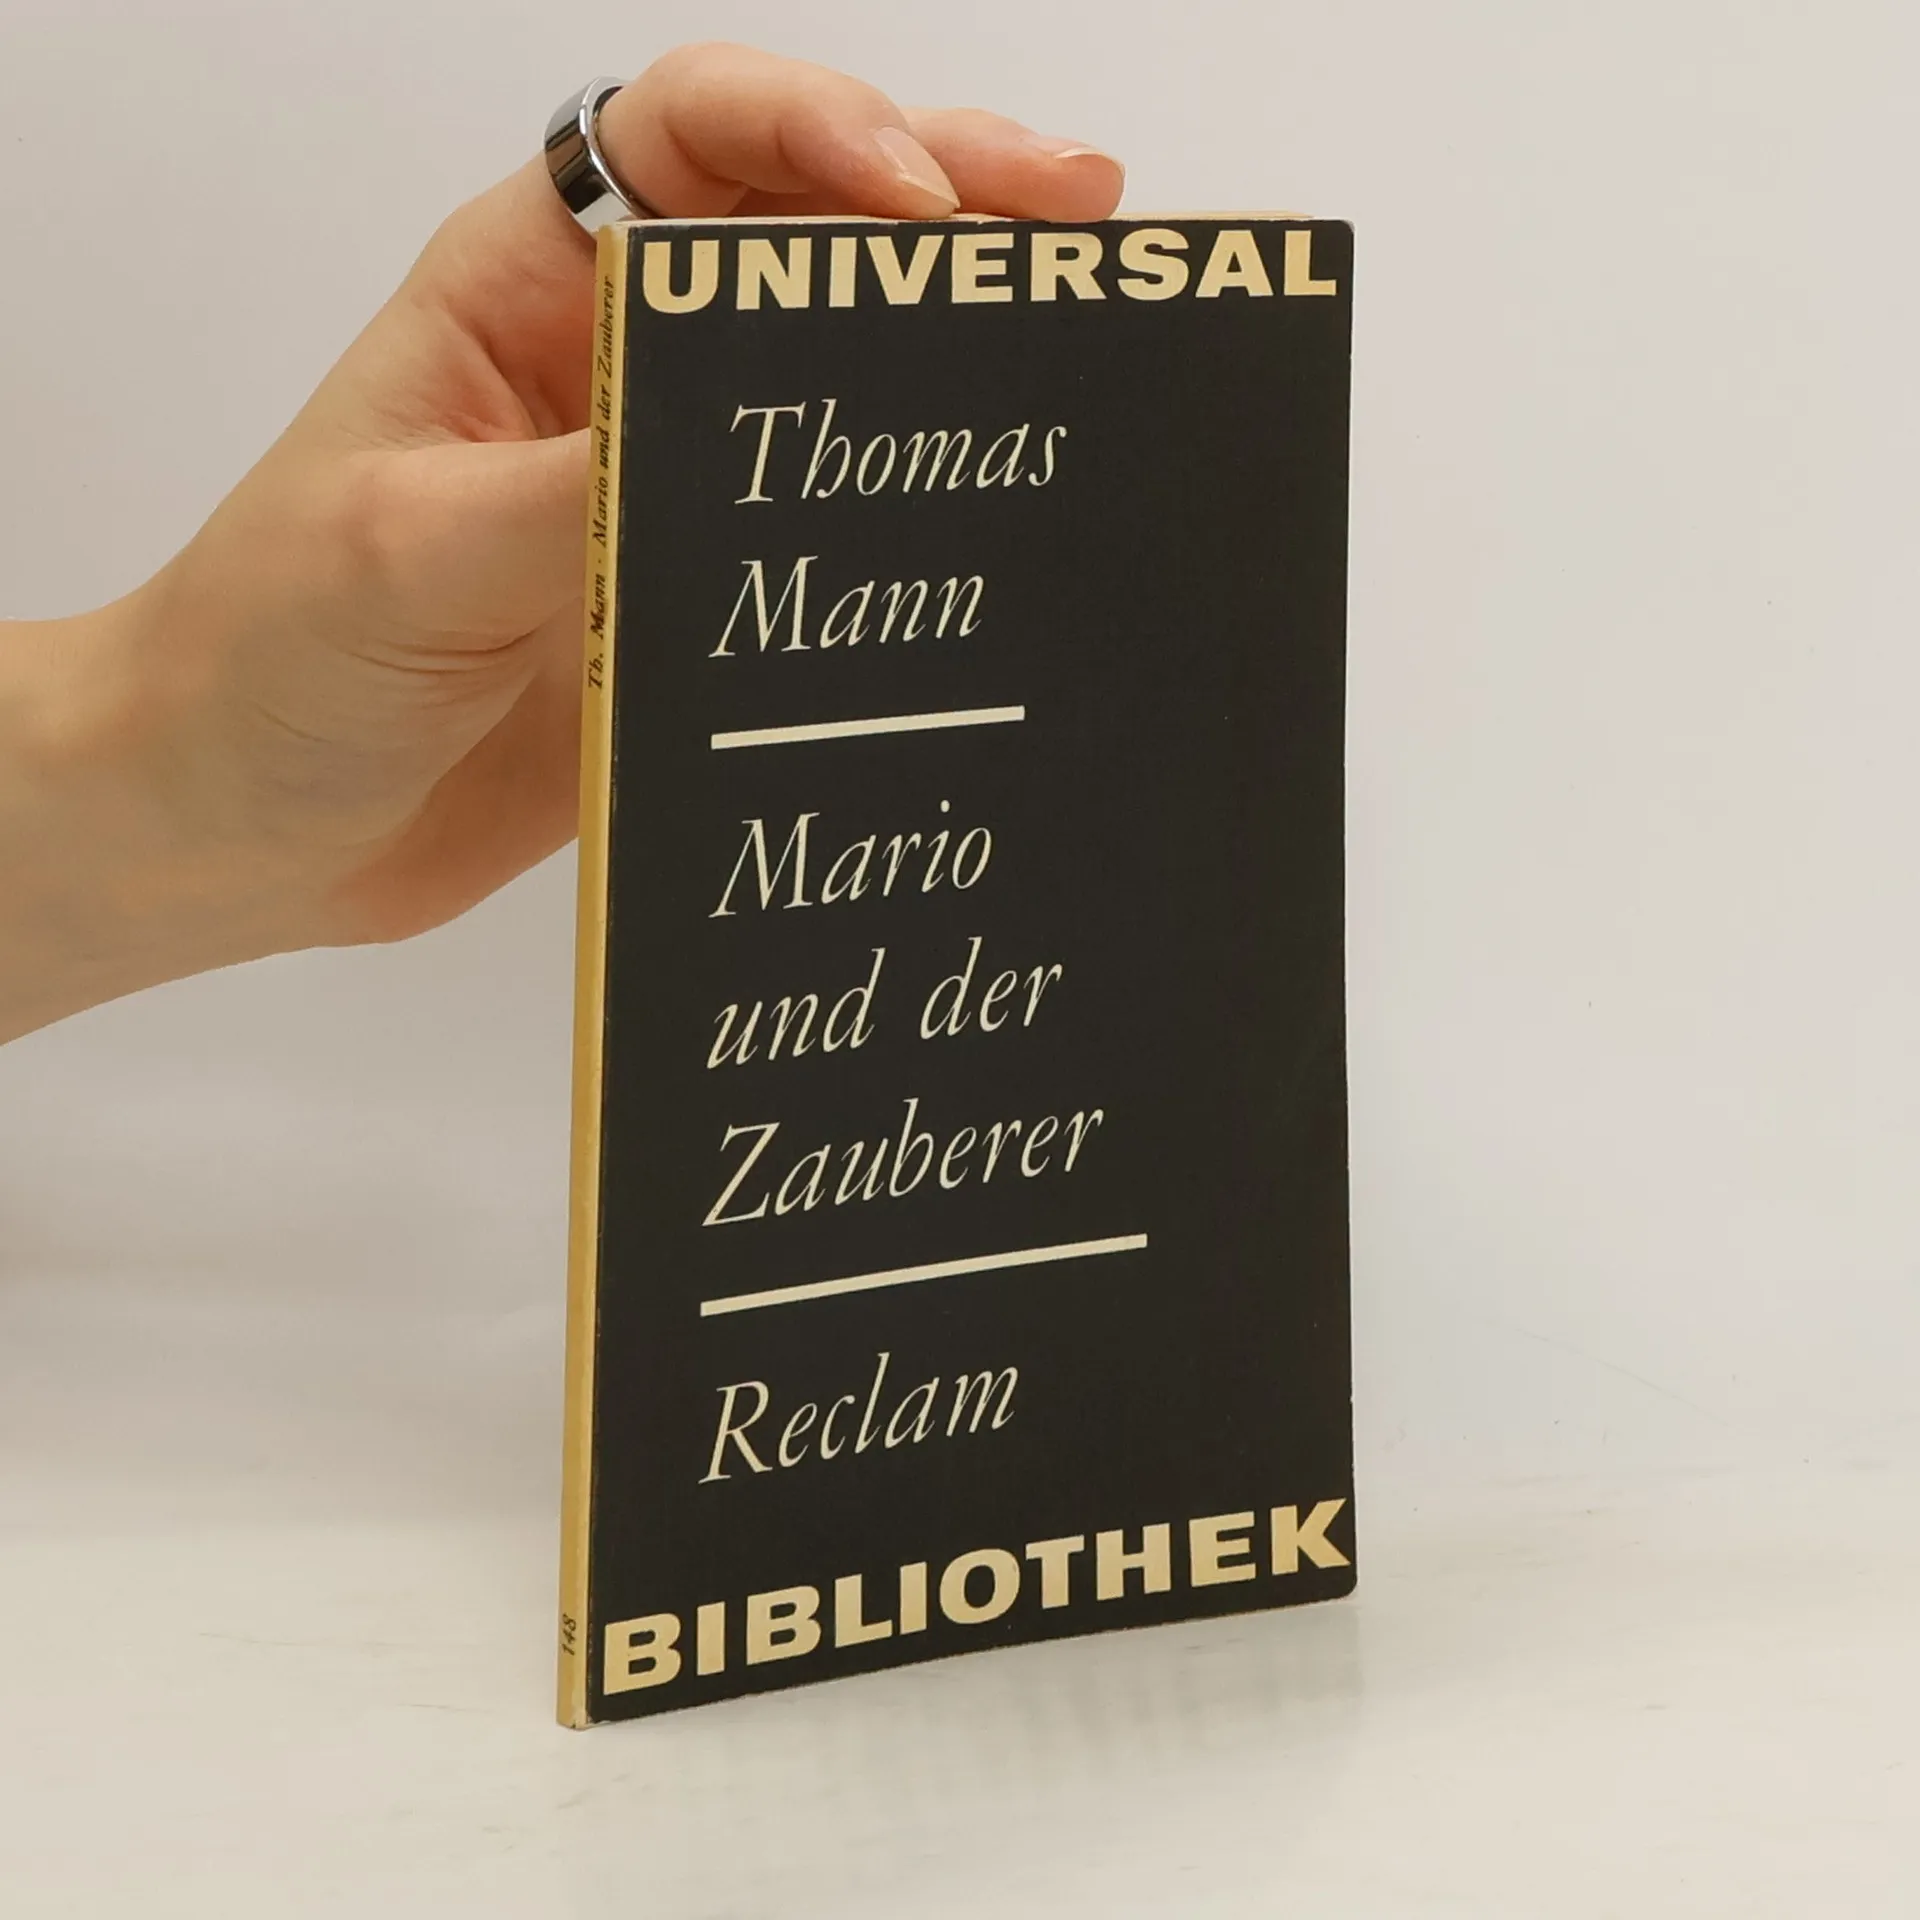 UNIVERSAL
Thomas
Mann
Mario
und der
Zauberer
Reclam
BIBLIOTHEK
Th. Mann · Mario und der Zauberer
148